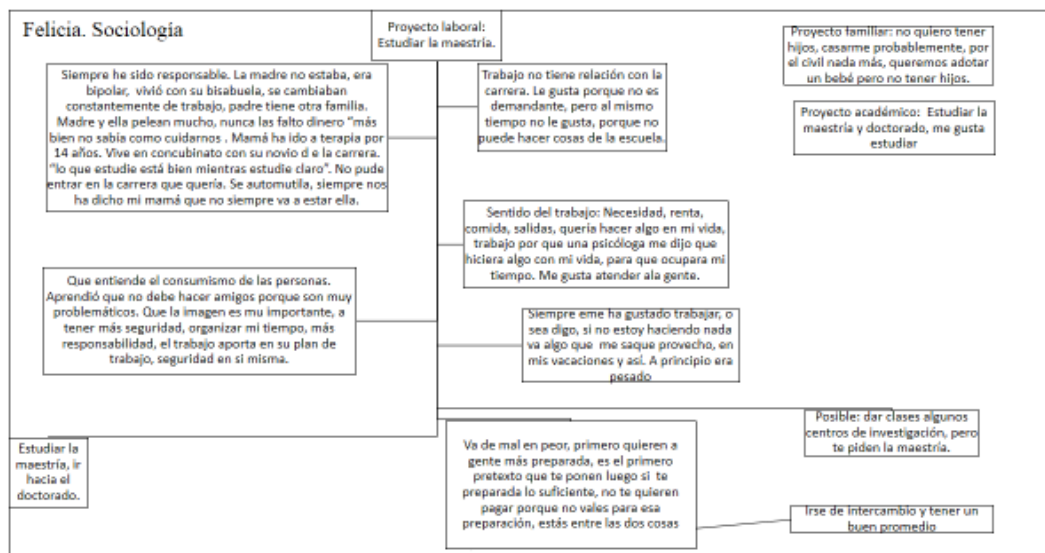 Felicia. Sociología
Proyecto laboral:
Estudiar la maestría.
Proyecto familiar: no quiero tener
hijos, casarme probablemente, por
el civil nada más, queremos adotar
un bebé pero no tener hijos.
Siempre he sido responsable. La madre no estaba, era
bipolar, vivió con su bisabuela, se cambiaban
constantemente de trabajo, padre tiene otra familia.
Madre y ella pelean mucho, nunca las falto dinero "más
bien no sabía como cuidarnos . Mamá ha ido a terapia por
14 años. Vive en concubinato con su novio d e la carrera.
"lo que estudie está bien mientras estudie claro". No pude
entrar en la carrera que quería. Se automutila, siempre nos
ha dicho mi mamá que no siempre va a estar ella.
Trabajo no tiene relación con la
carrera. Le gusta porque no es
demandante, pero al mismo
tiempo no le gusta, porque no
puede hacer cosas de la escuela.
Proyecto académico: Estudiar la
maestría y doctorado, me gusta
estudiar
Sentido del trabajo: Necesidad, renta,
comida, salidas, quería hacer algo en mi vida,
trabajo por que una psicóloga me dijo que
hiciera algo con mi vida, para que ocupara mi
tiempo. Me gusta atender ala gente.
Que entiende el consumismo de las personas.
Aprendió que no debe hacer amigos porque son muy
problemáticos. Que la imagen es mu importante, a
tener más seguridad, organizar mi tiempo, más
responsabilidad, el trabajo aporta en su plan de
trabajo, seguridad en si misma.
Siempre eme ha gustado trabajar, o
sea digo, si no estoy haciendo nada
va algo que me saque provecho, en
mis vacaciones y así. A principio era
pesado
Posible: dar clases algunos
centros de investigación, pero
te piden la maestría.
Estudiar la
maestría, ir
hacia el
doctorado.
Va de mal en peor, primero quieren a
gente más preparada, es el primero
pretexto que te ponen luego si te
preparada lo suficiente, no te quieren
pagar porque no vales para esa
preparación, estás entre las dos cosas
Irse de intercambio y tener un
buen promedio